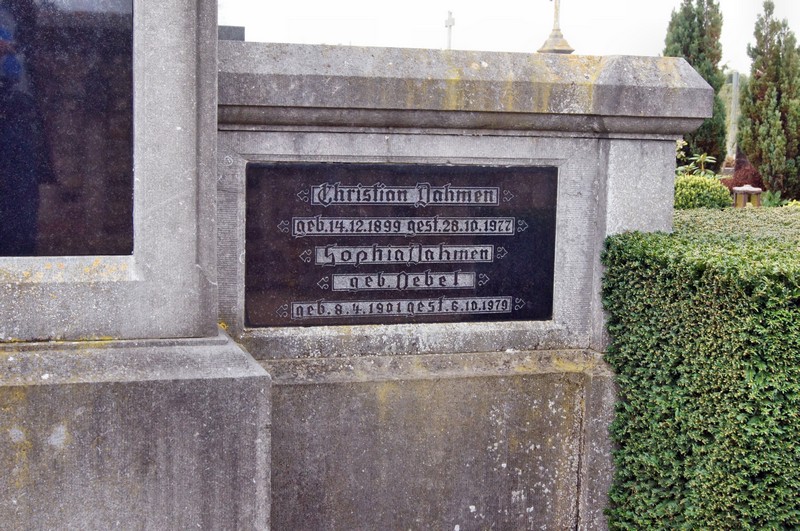 Christian Dahmen
geb. 14.12.1899 gest. 28.10.1977
Sophia Dahmen
geb. Debel
geb. 8. 4. 1901 gest. 6.10.1979